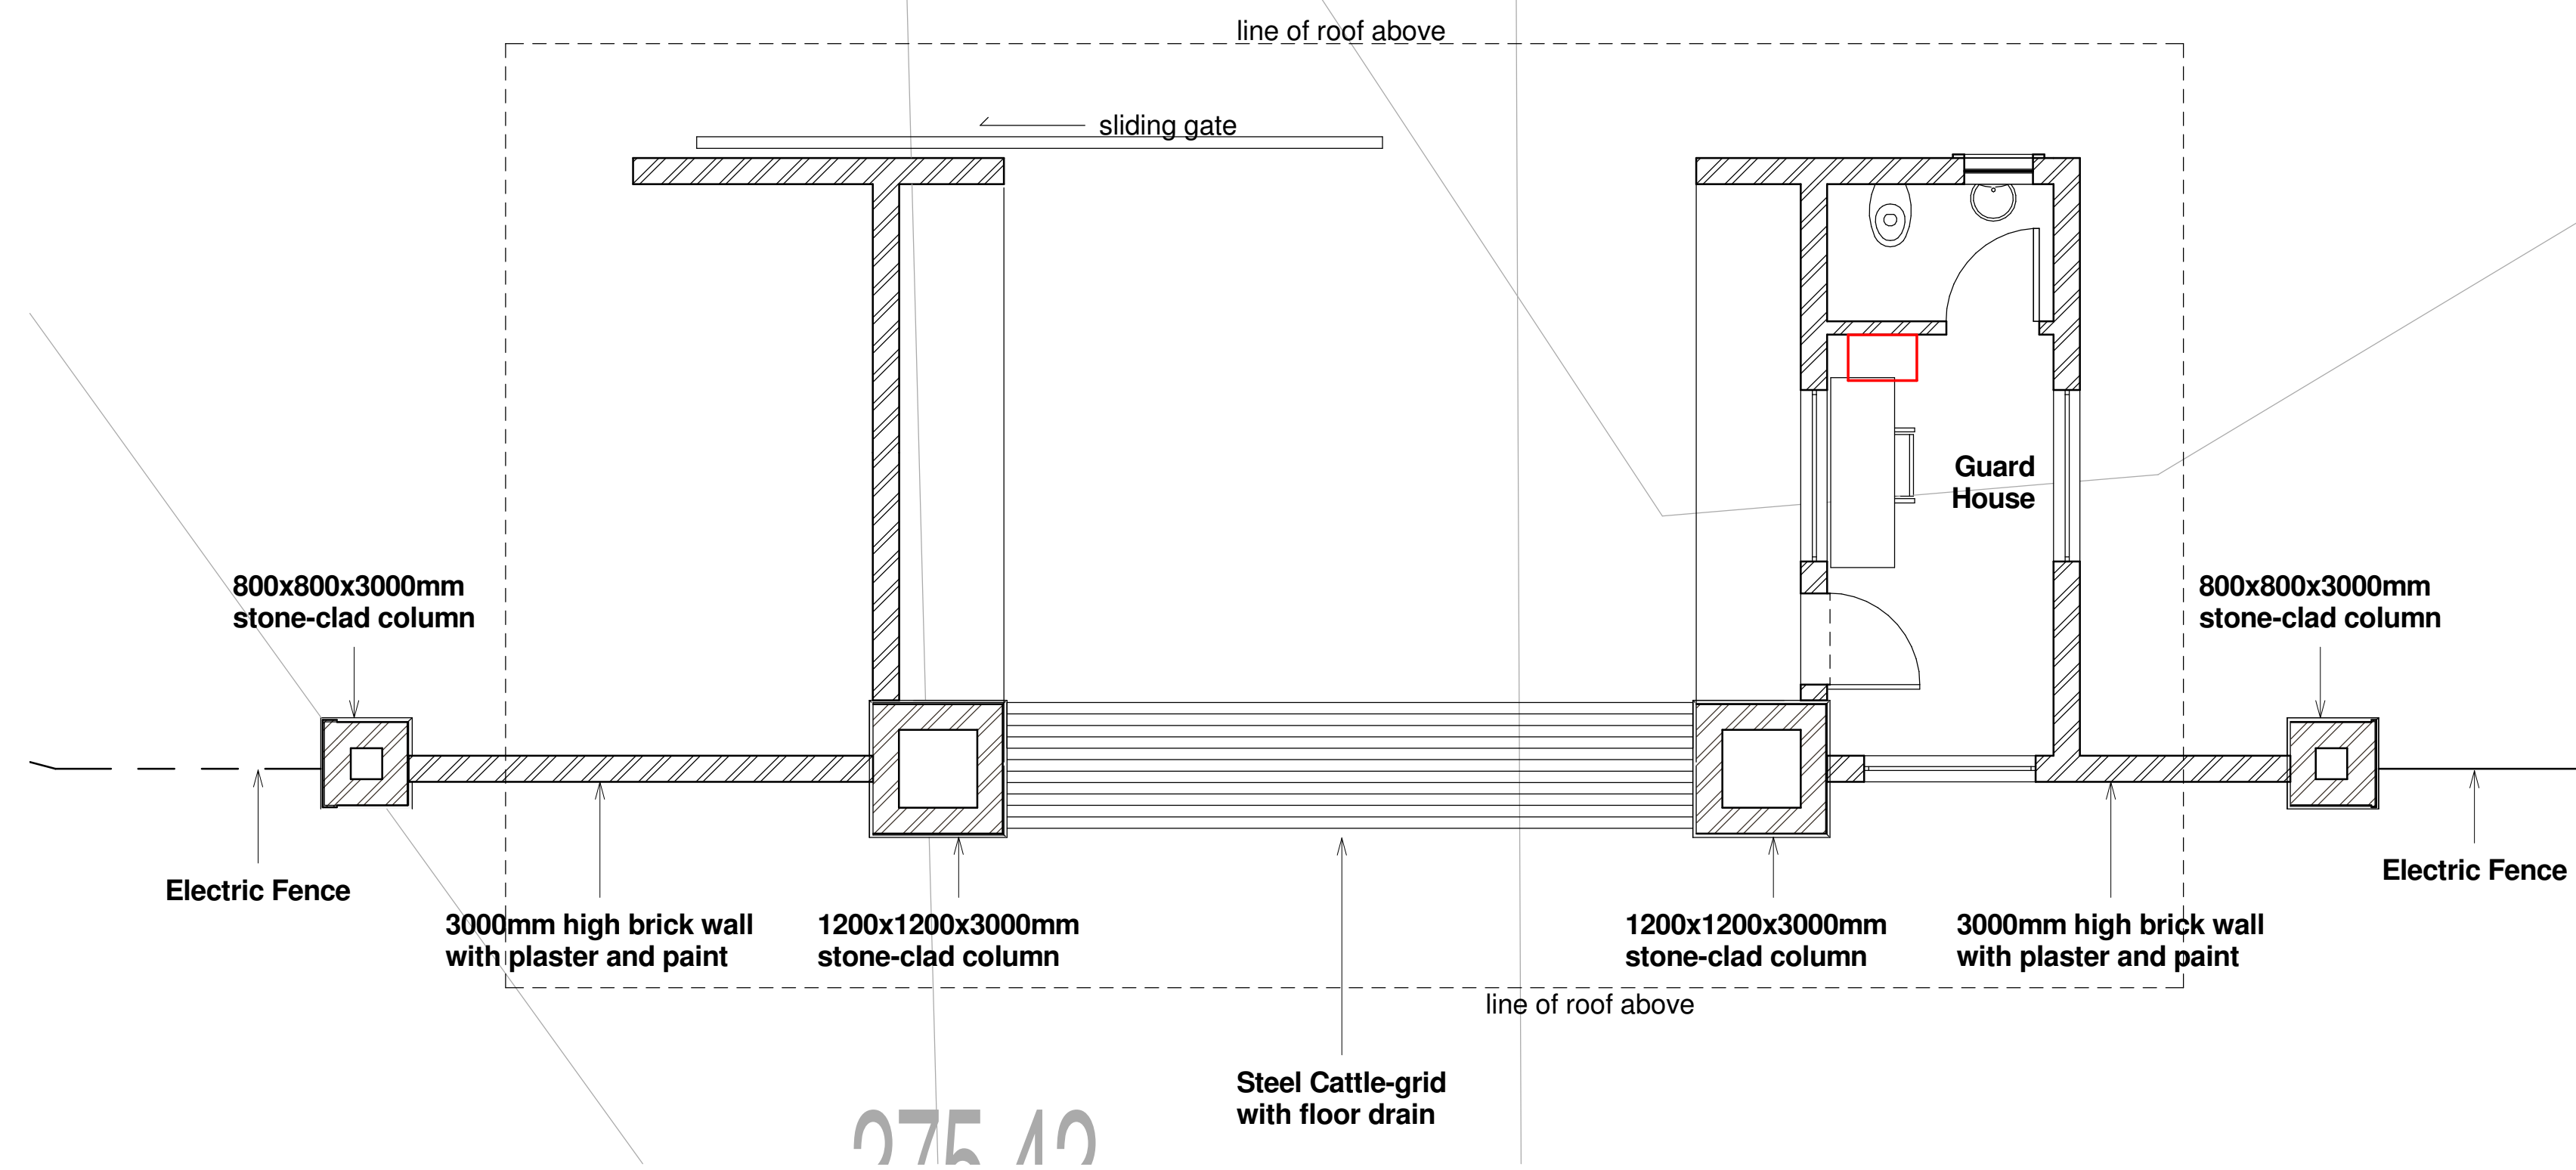 line of roof above
sliding gate
Guard
House
800x800x3000mm
stone-clad column
800x800x3000mm
stone-clad column
Electric Fence
Electric Fence
3000mm high brick wall
with plaster and paint
1200x1200x3000mm
stone-clad column
1200x1200x3000mm
stone-clad column
3000mm high brick wall
with plaster and paint
line of roof above
Steel Cattle-grid
with floor drain